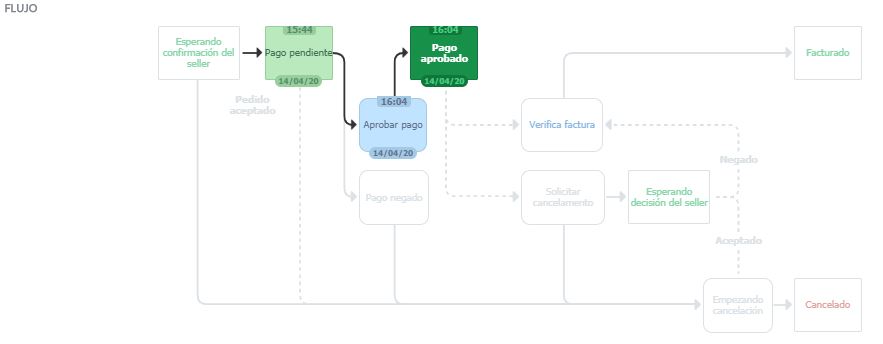 FLUJO
Esperando
confirmación del
seller
15:44
Pago pendiente
14/04/20
16:04
Pago
aprobado
14/04/20
Facturado
Pedido
aceptado
16:04
Aprobar pago
14/04/20
Verifica factura
Negado
Pago negado
Solicitar
cancelamento
Esperando
decisión del seller
Aceptado
Empezando
cancelación
Cancelado